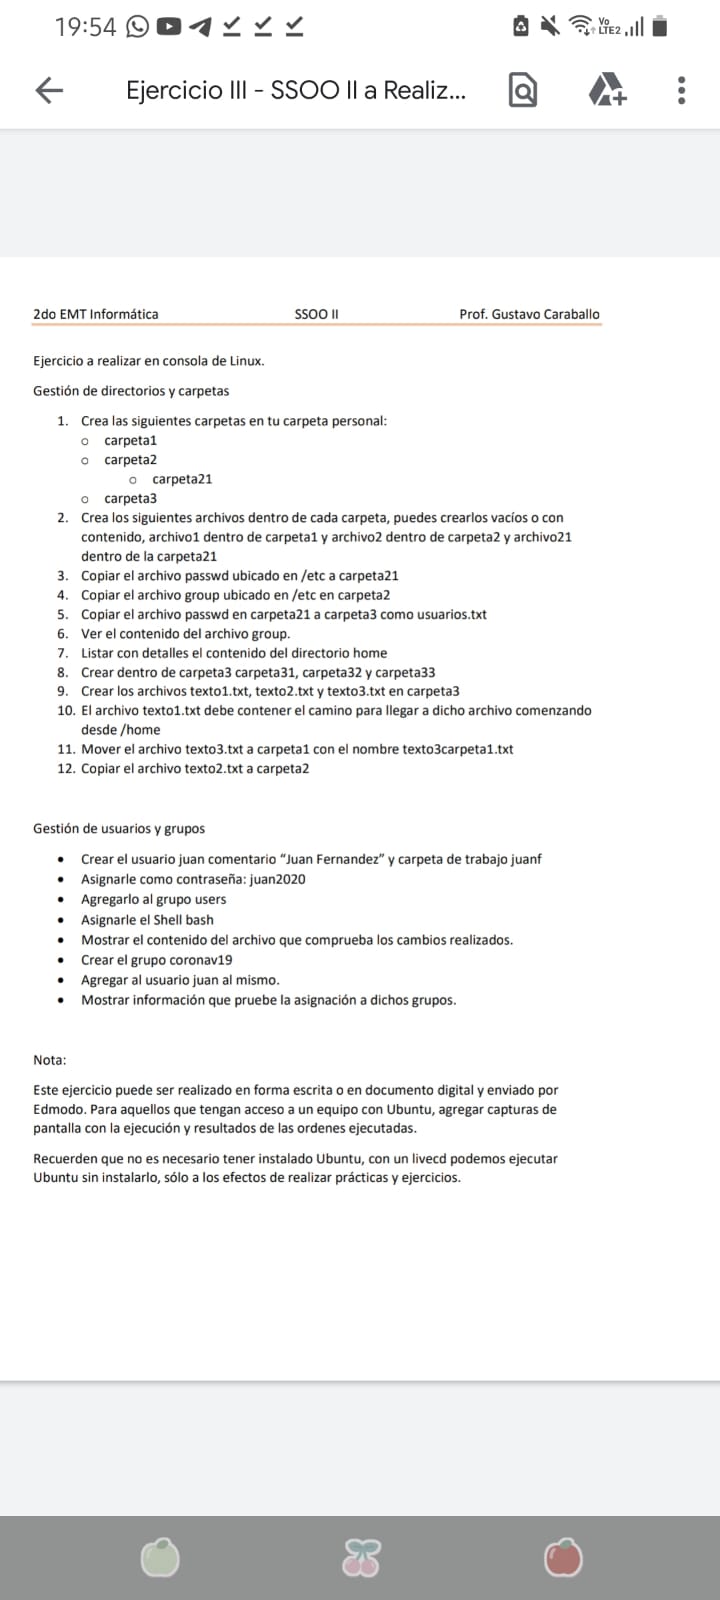 19:54
Vo
LTE2
Ejercicio III - SSOO II a Realiz...
2do EMT Informática SSOO II Prof. Gustavo Caraballo
Ejercicio a realizar en consola de Linux.
Gestión de directorios y carpetas
1. Crea las siguientes carpetas en tu carpeta personal:
o carpeta1
o carpeta2
o carpeta21
o carpeta3
2. Crea los siguientes archivos dentro de cada carpeta, puedes crearlos vacíos o con
contenido, archivo1 dentro de carpeta1 y archivo2 dentro de carpeta2 y archivo21
dentro de la carpeta21
3. Copiar el archivo passwd ubicado en /etc a carpeta21
4. Copiar el archivo group ubicado en /etc en carpeta2
5. Copiar el archivo passwd en carpeta21 a carpeta3 como usuarios.txt
6. Ver el contenido del archivo group.
7. Listar con detalles el contenido del directorio home
8. Crear dentro de carpeta3 carpeta31, carpeta32 y carpeta33
9. Crear los archivos texto1.txt, texto2.txt y texto3.txt en carpeta3
10. El archivo texto1.txt debe contener el camino para llegar a dicho archivo comenzando
desde /home
11. Mover el archivo texto3.txt a carpeta1 con el nombre texto3carpeta1.txt
12. Copiar el archivo texto2.txt a carpeta2
Gestión de usuarios y grupos
• Crear el usuario juan comentario “Juan Fernandez” y carpeta de trabajo juanf
• Asignarle como contraseña: juan2020
• Agregarlo al grupo users
• Asignarle el Shell bash
• Mostrar el contenido del archivo que comprueba los cambios realizados.
• Crear el grupo coronav19
• Agregar al usuario juan al mismo.
• Mostrar información que pruebe la asignación a dichos grupos.
Nota:
Este ejercicio puede ser realizado en forma escrita o en documento digital y enviado por
Edmodo. Para aquellos que tengan acceso a un equipo con Ubuntu, agregar capturas de
pantalla con la ejecución y resultados de las ordenes ejecutadas.
Recuerden que no es necesario tener instalado Ubuntu, con un livecd podemos ejecutar
Ubuntu sin instalarlo, sólo a los efectos de realizar prácticas y ejercicios.